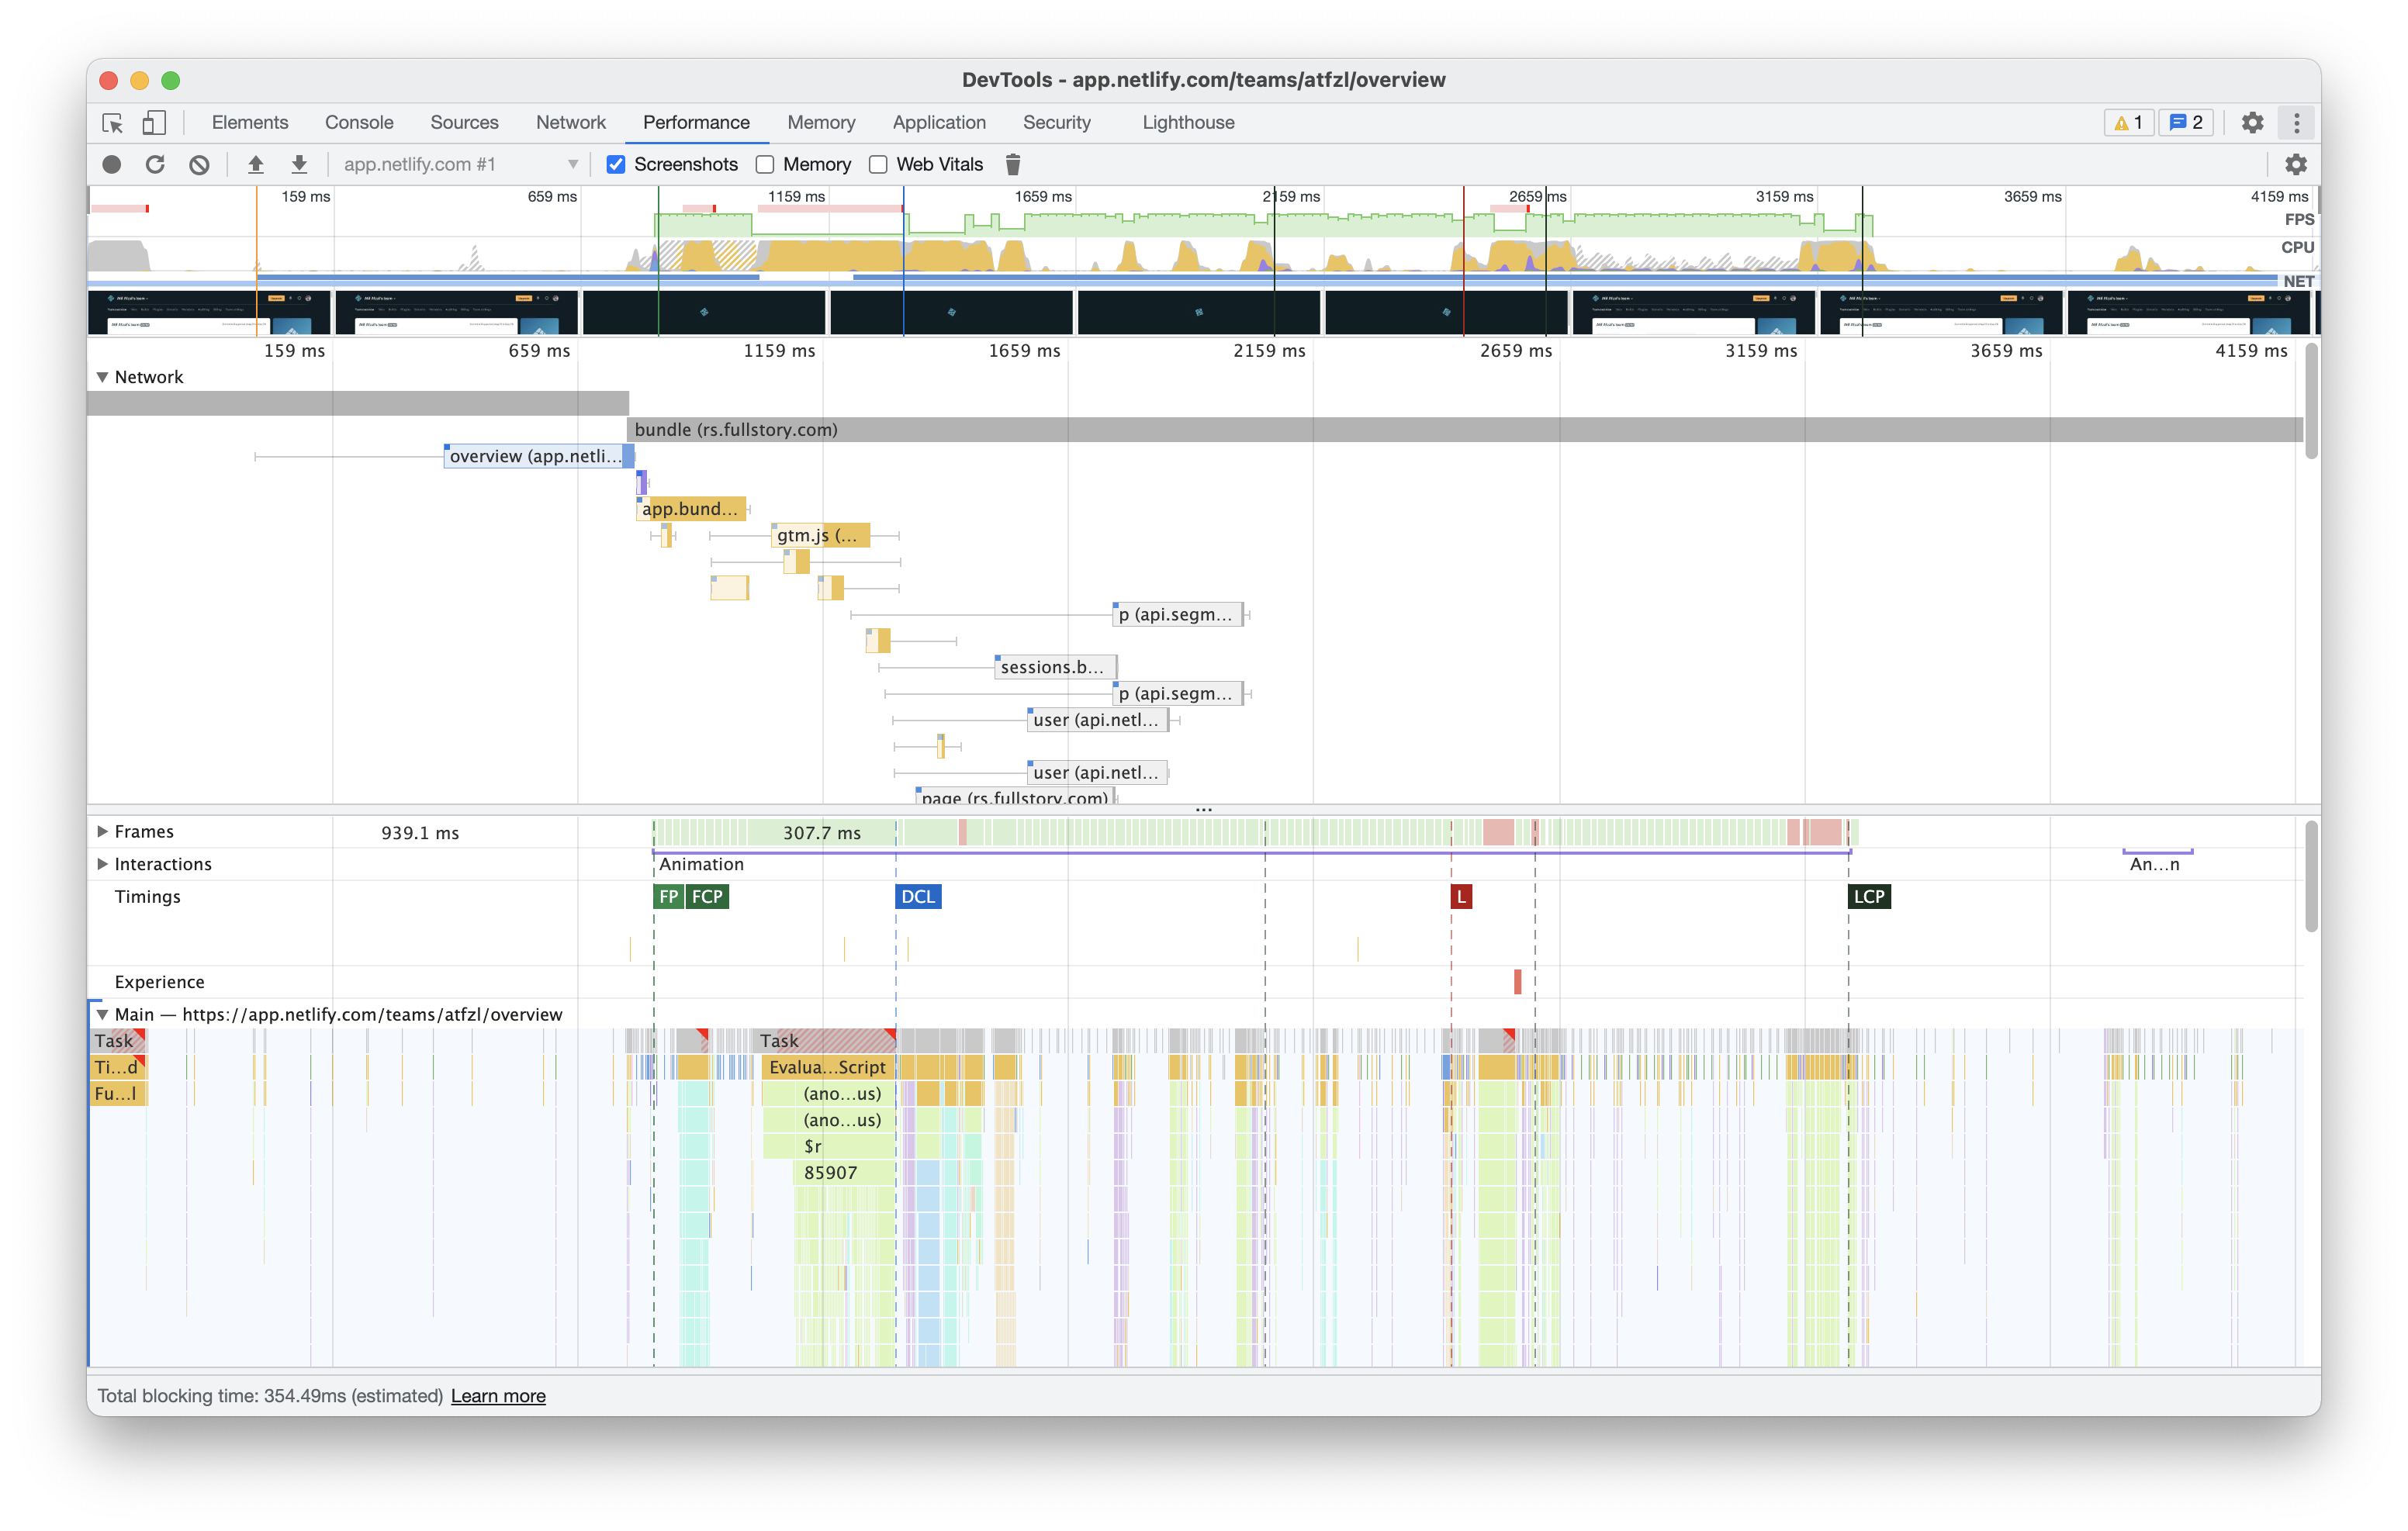 DevTools - app.netlify.com/teams/atfzl/overview
Elements Console Sources Network Performance Memory Application Security Lighthouse 1 2
app.netlify.com #1 Screenshots Memory Web Vitals
159 ms 659 ms 1159 ms 1659 ms 2159 ms 2659 ms 3159 ms 3659 ms 4159 ms
FPS
CPU
NET
159 ms 659 ms 1159 ms 1659 ms 2159 ms 2659 ms 3159 ms 3659 ms 4159 ms
Network
bundle (rs.fullstory.com)
overview (app.netli...
app.bund...
gtm.js (...
p (api.segm...
sessions.b...
p (api.segm...
user (api.netl...
user (api.netl...
page (rs.fullstory.com)
...
Frames 939.1 ms 307.7 ms
Interactions Animation An...n
Timings FP FCP DCL L LCP
Experience
Main — https://app.netlify.com/teams/atfzl/overview
Task Task
Ti...d Evalua...Script
Fu...l (ano...us)
(ano...us)
$r
85907
Total blocking time: 354.49ms (estimated) Learn more